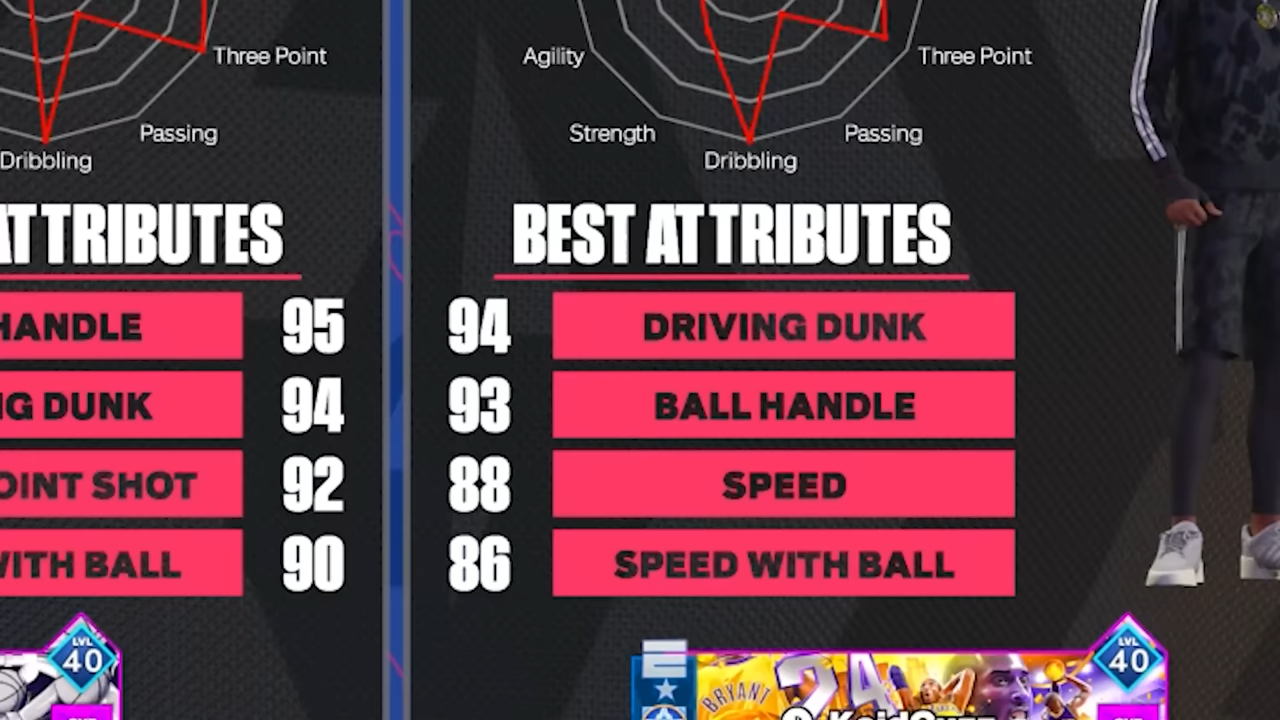 Three Point
Passing
Dribbling
ATTRIBUTES
HANDLE 95
NG DUNK 94
OINT SHOT 92
WITH BALL 90
LVL
40
Agility
Three Point
Strength
Passing
Dribbling
BEST ATTRIBUTES
94 DRIVING DUNK
93 BALL HANDLE
88 SPEED
86 SPEED WITH BALL
BRYANT
24
LVL
40